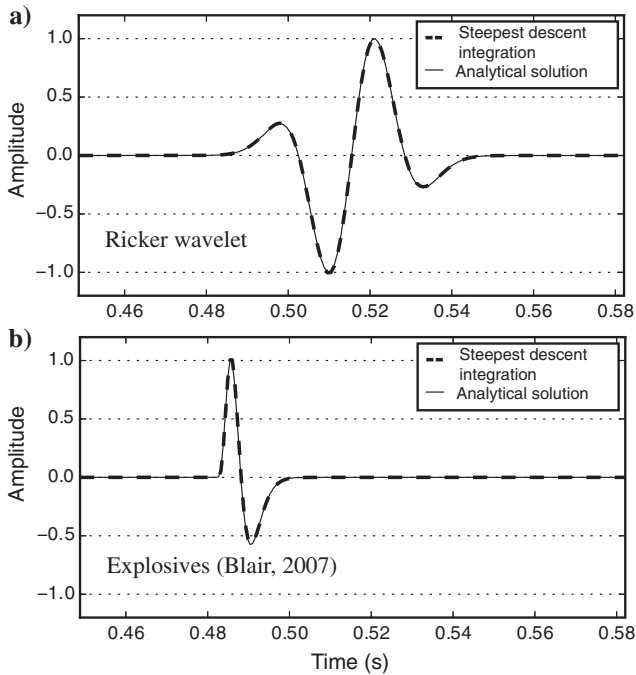 a)
Steepest descent
integration
Analytical solution
1.0
0.5
0.0
−0.5
−1.0
Amplitude
Ricker wavelet
0.46 0.48 0.50 0.52 0.54 0.56 0.58
b)
Steepest descent
integration
Analytical solution
1.0
0.5
0.0
−0.5
−1.0
Amplitude
Explosives (Blair, 2007)
0.46 0.48 0.50 0.52 0.54 0.56 0.58
Time (s)